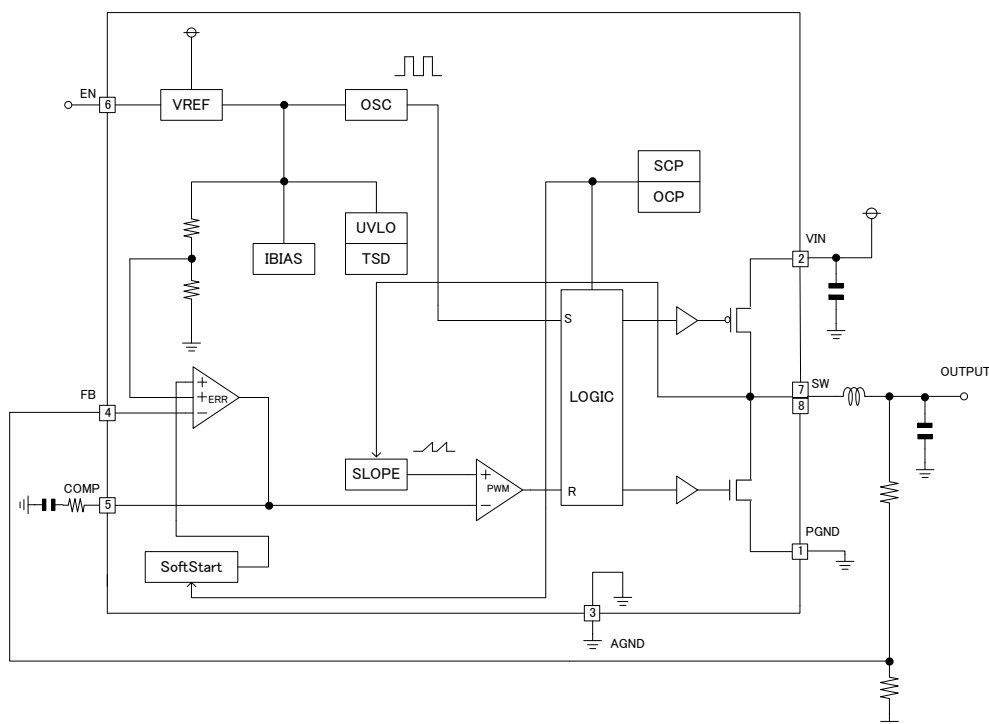 EN
6
VREF
OSC
SCP
OCP
UVLO
TSD
IBIAS
VIN
2
S
LOGIC
R
FB
4
+
+
−
ERR
SW
7
8
OUTPUT
COMP
5
SLOPE
+
−
PWM
SoftStart
PGND
1
3
AGND